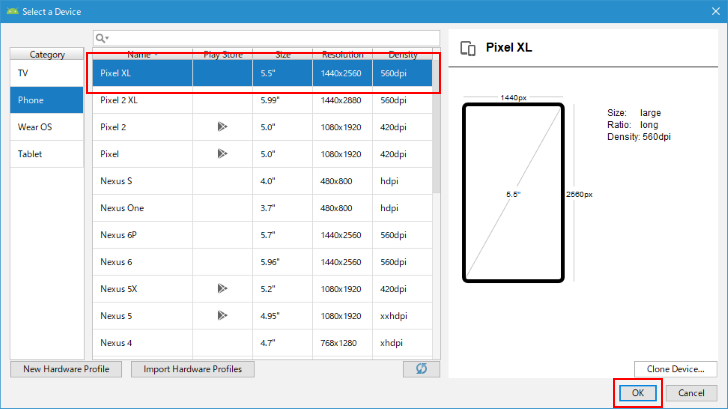 Select a Device
Category
TV
Phone
Wear OS
Tablet
Name Play Store Size Resolution Density
Pixel XL 5.5" 1440x2560 560dpi
Pixel 2 XL 5.99" 1440x2880 560dpi
Pixel 2 5.0" 1080x1920 420dpi
Pixel 5.0" 1080x1920 420dpi
Nexus S 4.0" 480x800 hdpi
Nexus One 3.7" 480x800 hdpi
Nexus 6P 5.7" 1440x2560 560dpi
Nexus 6 5.96" 1440x2560 560dpi
Nexus 5X 5.2" 1080x1920 420dpi
Nexus 5 4.95" 1080x1920 xxhdpi
Nexus 4 4.7" 768x1280 xhdpi
New Hardware Profile
Import Hardware Profiles
Pixel XL
1440px
5.5"
2560px
Size: large
Ratio: long
Density: 560dpi
Clone Device...
OK
Cancel